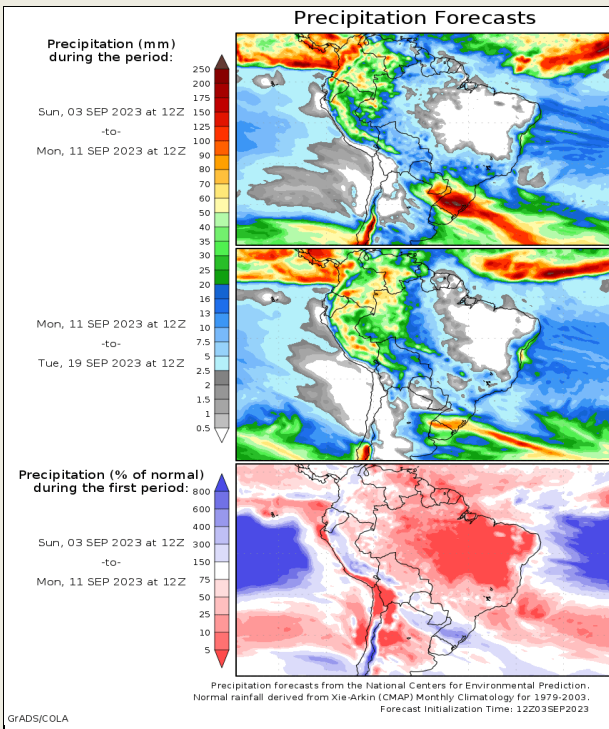 Precipitation Forecasts
Precipitation (mm)
during the period:
Sun, 03 SEP 2023 at 12Z
-to-
Mon, 11 SEP 2023 at 12Z
250
200
175
150
125
100
90
80
70
60
50
40
35
30
25
20
16
13
10
7.5
5
2.5
2
1.5
1
0.5
Mon, 11 SEP 2023 at 12Z
-to-
Tue, 19 SEP 2023 at 12Z
Precipitation (% of normal)
during the first period:
Sun, 03 SEP 2023 at 12Z
-to-
Mon, 11 SEP 2023 at 12Z
800
600
400
300
150
75
50
25
10
5
Precipitation forecasts from the National Centers for Environmental Prediction.
Normal rainfall derived from Xie-Arkin (CMAP) Monthly Climatology for 1979-2003.
Forecast Initialization Time: 12Z03SEP2023
GrADS/COLA